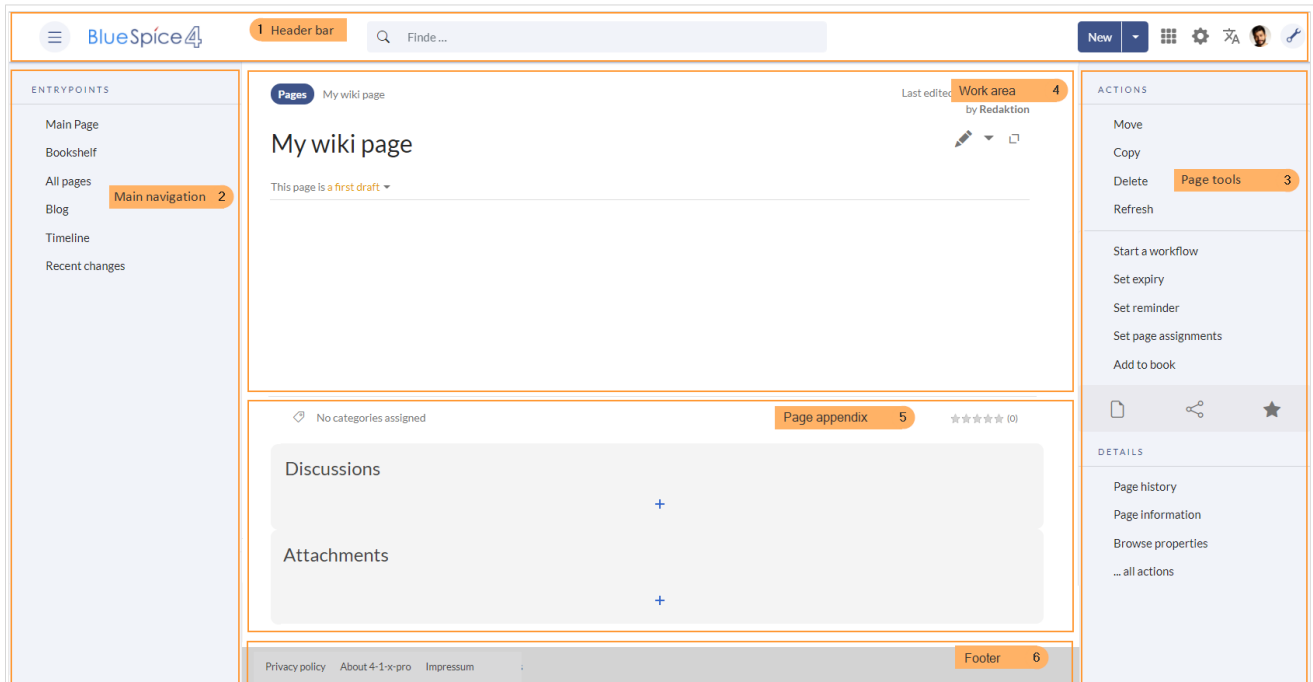 BlueSpice 4
1 Header bar
Finde ...
New
ENTRYPOINTS
Main Page
Bookshelf
All pages
Blog
Timeline
Recent changes
Main navigation 2
Pages My wiki page
Last edited
Work area 4
by Redaktion
My wiki page
This page is a first draft
ACTIONS
Move
Copy
Delete
Refresh
Page tools 3
Start a workflow
Set expiry
Set reminder
Set page assignments
Add to book
DETAILS
Page history
Page information
Browse properties
... all actions
No categories assigned
Page appendix 5
(0)
Discussions
+
Attachments
+
Privacy policy About 4-1-x-pro Impressum
Footer 6